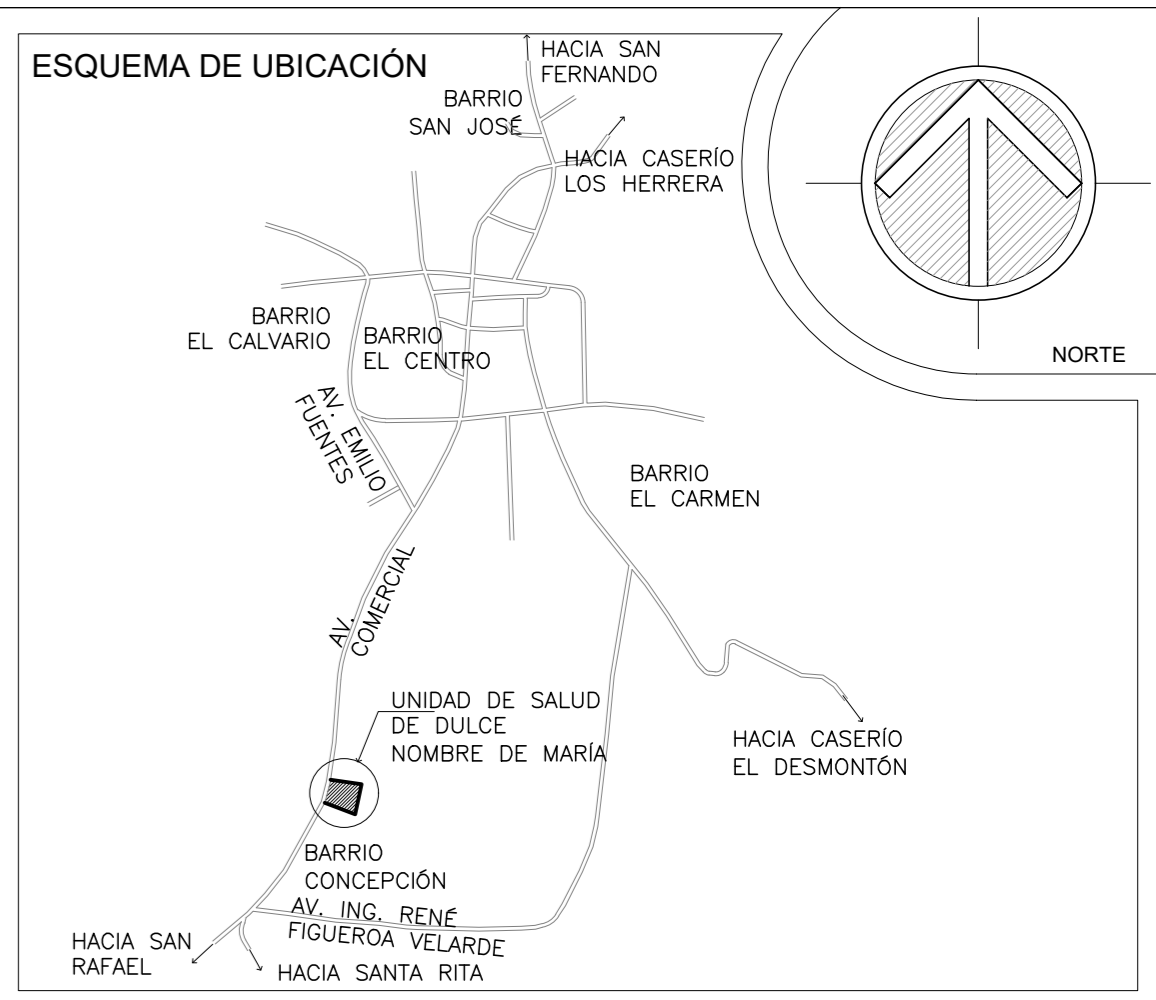 ESQUEMA DE UBICACIÓN
HACIA SAN
FERNANDO
BARRIO
SAN JOSÉ
HACIA CASERÍO
LOS HERRERA
NORTE
BARRIO
EL CALVARIO
BARRIO
EL CENTRO
AV. EMILIO
FUENTES
BARRIO
EL CARMEN
AV.
COMERCIAL
UNIDAD DE SALUD
DE DULCE
NOMBRE DE MARÍA
HACIA CASERÍO
EL DESMONTÓN
BARRIO
CONCEPCIÓN
AV. ING. RENÉ
FIGUEROA VELARDE
HACIA SAN
RAFAEL
HACIA SANTA RITA